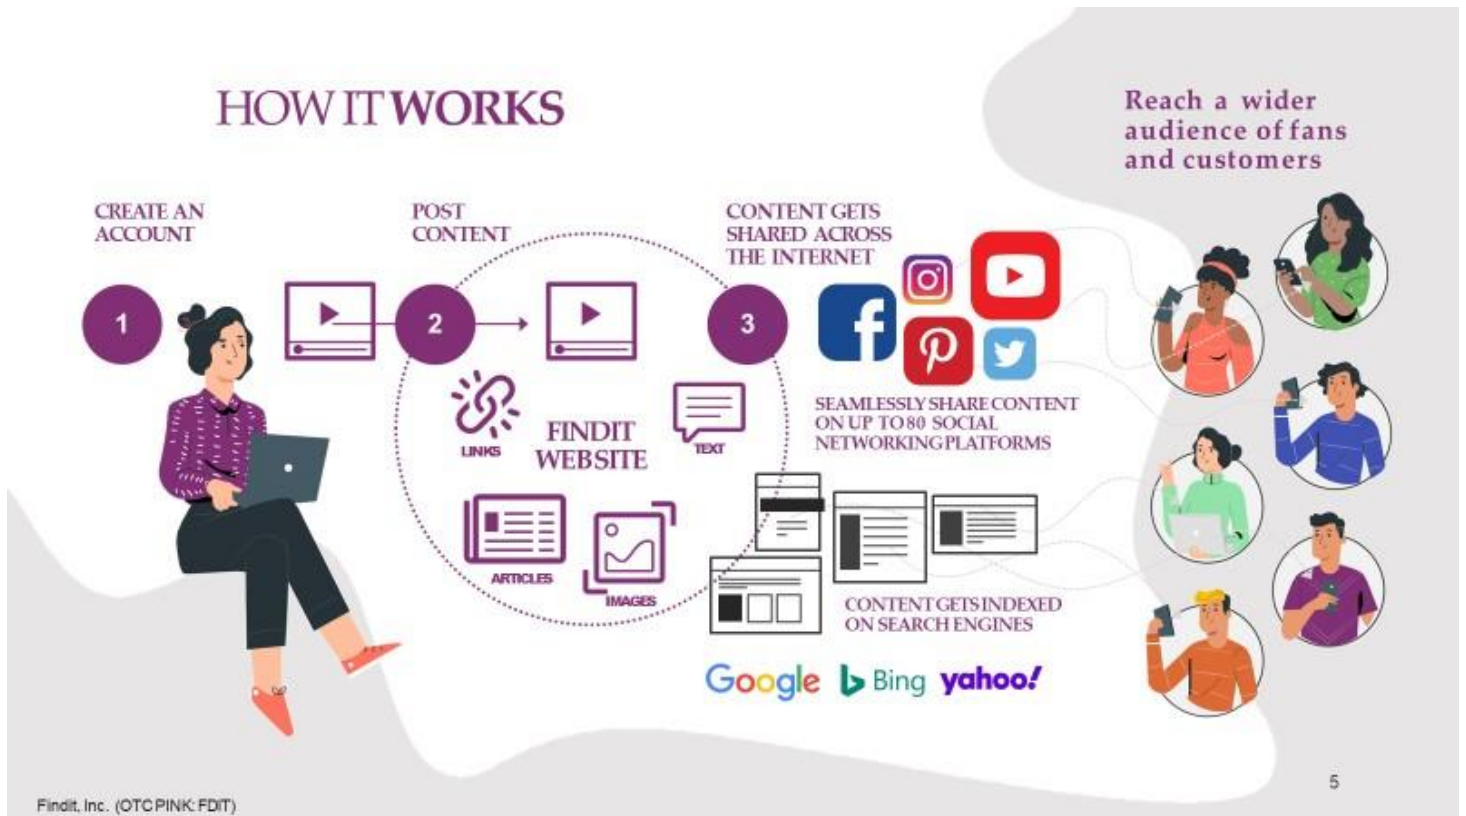 HOW IT WORKS
Reach a wider
audience of fans
and customers
CREATE AN
ACCOUNT
POST
CONTENT
CONTENT GETS
SHARED ACROSS
THE INTERNET
1
2
3
SEAMLESSLY SHARE CONTENT
ON UP TO 80 SOCIAL
NETWORKING PLATFORMS
LINKS
FINDIT
WEBSITE
TEXT
ARTICLES
IMAGES
CONTENT GETS INDEXED
ON SEARCH ENGINES
Google Bing yahoo!
5
Findit, Inc. (OTC PINK: FDIT)